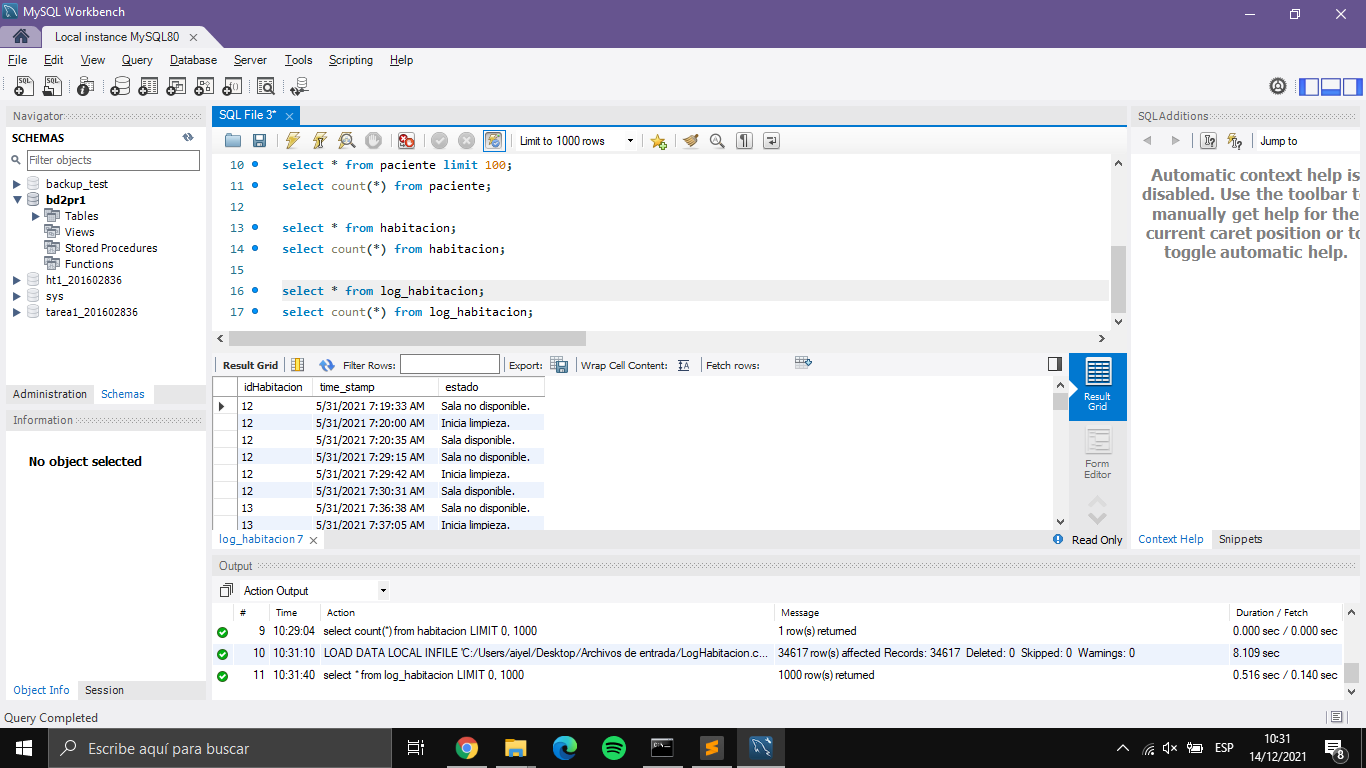 MySQL Workbench
Local instance MySQL80
File Edit View Query Database Server Tools Scripting Help
Navigator
SCHEMAS
Filter objects
backup_test
bd2pr1
Tables
Views
Stored Procedures
Functions
ht1_201602836
sys
tarea1_201602836
Administration Schemas
Information
No object selected
Object Info Session
SQL File 3*
Limit to 1000 rows
10 select * from paciente limit 100;
11 select count(*) from paciente;
12
13 select * from habitacion;
14 select count(*) from habitacion;
15
16 select * from log_habitacion;
17 select count(*) from log_habitacion;
Result Grid Filter Rows: Export: Wrap Cell Content: Fetch rows:
idHabitacion time_stamp estado
12 5/31/2021 7:19:33 AM Sala no disponible.
12 5/31/2021 7:20:00 AM Inicia limpieza.
12 5/31/2021 7:20:35 AM Sala disponible.
12 5/31/2021 7:29:15 AM Sala no disponible.
12 5/31/2021 7:29:42 AM Inicia limpieza.
12 5/31/2021 7:30:31 AM Sala disponible.
13 5/31/2021 7:36:38 AM Sala no disponible.
13 5/31/2021 7:37:05 AM Inicia limpieza.
Result
Grid
Form
Editor
log_habitacion 7
Read Only
SQLAdditions
Jump to
Automatic context help is
disabled. Use the toolbar t
manually get help for the
current caret position or to
toggle automatic help.
Context Help Snippets
Output
Action Output
# Time Action Message Duration / Fetch
9 10:29:04 select count(*) from habitacion LIMIT 0, 1000 1 row(s) returned 0.000 sec / 0.000 sec
10 10:31:10 LOAD DATA LOCAL INFILE 'C:/Users/aiyel/Desktop/Archivos de entrada/LogHabitacion.c... 34617 row(s) affected Records: 34617 Deleted: 0 Skipped: 0 Warnings: 0 8.109 sec
11 10:31:40 select * from log_habitacion LIMIT 0, 1000 1000 row(s) returned 0.516 sec / 0.140 sec
Query Completed
Escribe aquí para buscar
ESP
10:31
14/12/2021
8